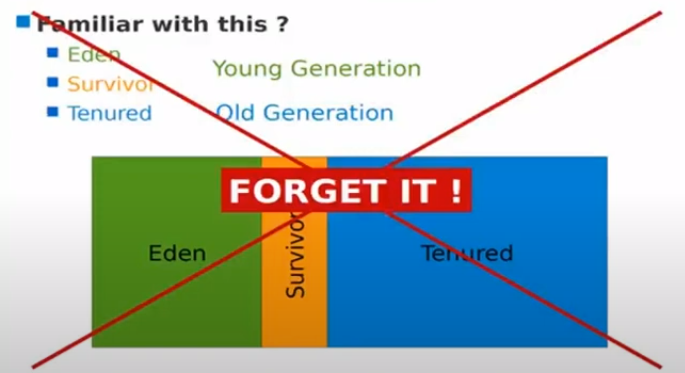 Familiar with this ?
Eden
Young Generation
Survivor
Tenured
Old Generation
FORGET IT !
Eden
Survivor
Tenured